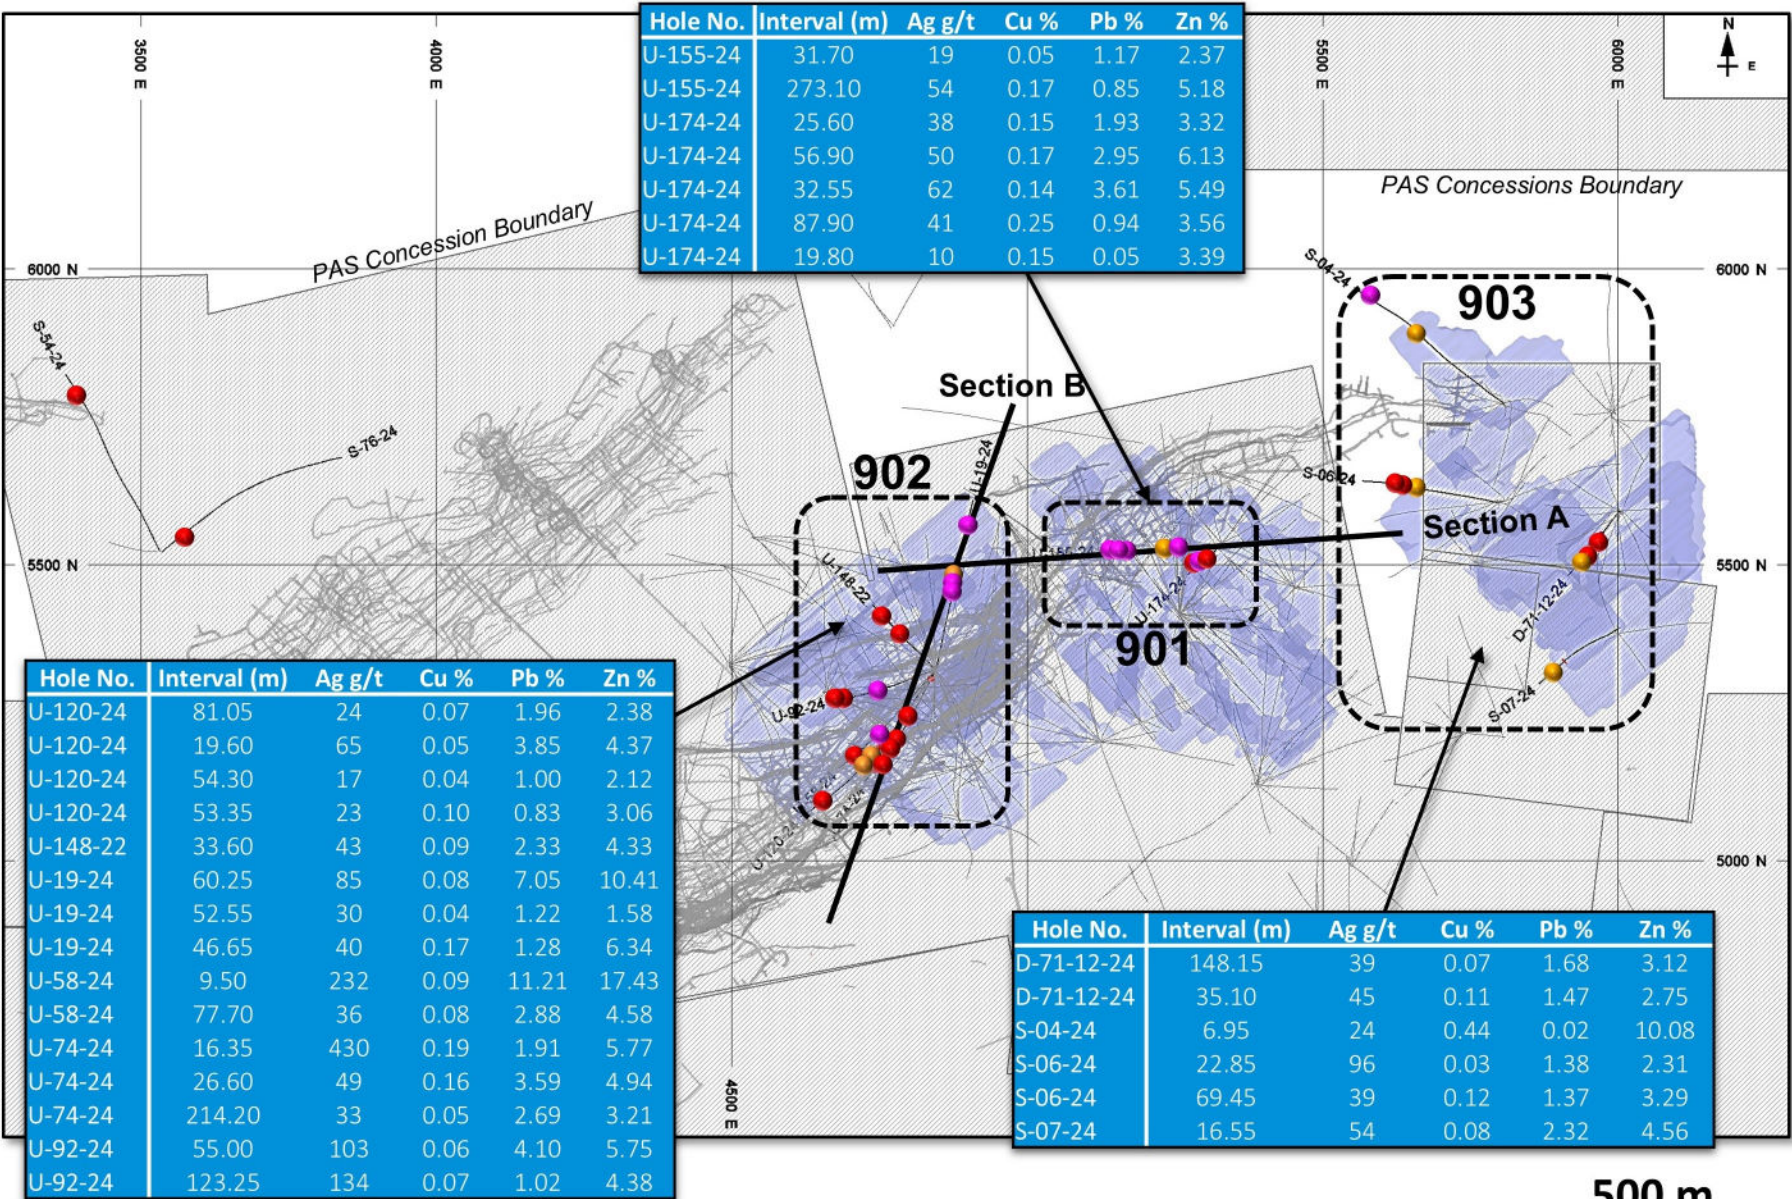 Hole No. Interval (m) Ag g/t Cu % Pb % Zn %
U-155-24 31.70 19 0.05 1.17 2.37
U-155-24 273.10 54 0.17 0.85 5.18
U-174-24 25.60 38 0.15 1.93 3.32
U-174-24 56.90 50 0.17 2.95 6.13
U-174-24 32.55 62 0.14 3.61 5.49
U-174-24 87.90 41 0.25 0.94 3.56
U-174-24 19.80 10 0.15 0.05 3.39
3500 E
4000 E
5500 E
6000 E
N
E
PAS Concessions Boundary
PAS Concession Boundary
6000 N
6000 N
S-04-24
903
S-54-24
S-76-24
Section B
U-19-24
902
S-06-24
Section A
5500 N
5500 N
U-148-22
U-155-24
U-174-24
901
D-71-12-24
S-07-24
U-92-24
U-58-24
U-74-24
U-120-24
5000 N
4500 E
Hole No. Interval (m) Ag g/t Cu % Pb % Zn %
U-120-24 81.05 24 0.07 1.96 2.38
U-120-24 19.60 65 0.05 3.85 4.37
U-120-24 54.30 17 0.04 1.00 2.12
U-120-24 53.35 23 0.10 0.83 3.06
U-148-22 33.60 43 0.09 2.33 4.33
U-19-24 60.25 85 0.08 7.05 10.41
U-19-24 52.55 30 0.04 1.22 1.58
U-19-24 46.65 40 0.17 1.28 6.34
U-58-24 9.50 232 0.09 11.21 17.43
U-58-24 77.70 36 0.08 2.88 4.58
U-74-24 16.35 430 0.19 1.91 5.77
U-74-24 26.60 49 0.16 3.59 4.94
U-74-24 214.20 33 0.05 2.69 3.21
U-92-24 55.00 103 0.06 4.10 5.75
U-92-24 123.25 134 0.07 1.02 4.38
Hole No. Interval (m) Ag g/t Cu % Pb % Zn %
D-71-12-24 148.15 39 0.07 1.68 3.12
D-71-12-24 35.10 45 0.11 1.47 2.75
S-04-24 6.95 24 0.44 0.02 10.08
S-06-24 22.85 96 0.03 1.38 2.31
S-06-24 69.45 39 0.12 1.37 3.29
S-07-24 16.55 54 0.08 2.32 4.56
500 m